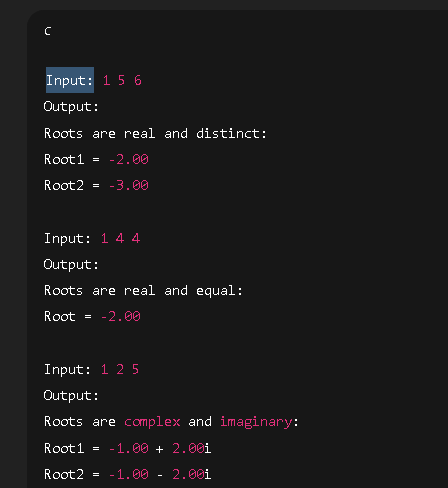 c
Input: 1 5 6
Output:
Roots are real and distinct:
Root1 = -2.00
Root2 = -3.00
Input: 1 4 4
Output:
Roots are real and equal:
Root = -2.00
Input: 1 2 5
Output:
Roots are complex and imaginary:
Root1 = -1.00 + 2.00i
Root2 = -1.00 - 2.00i